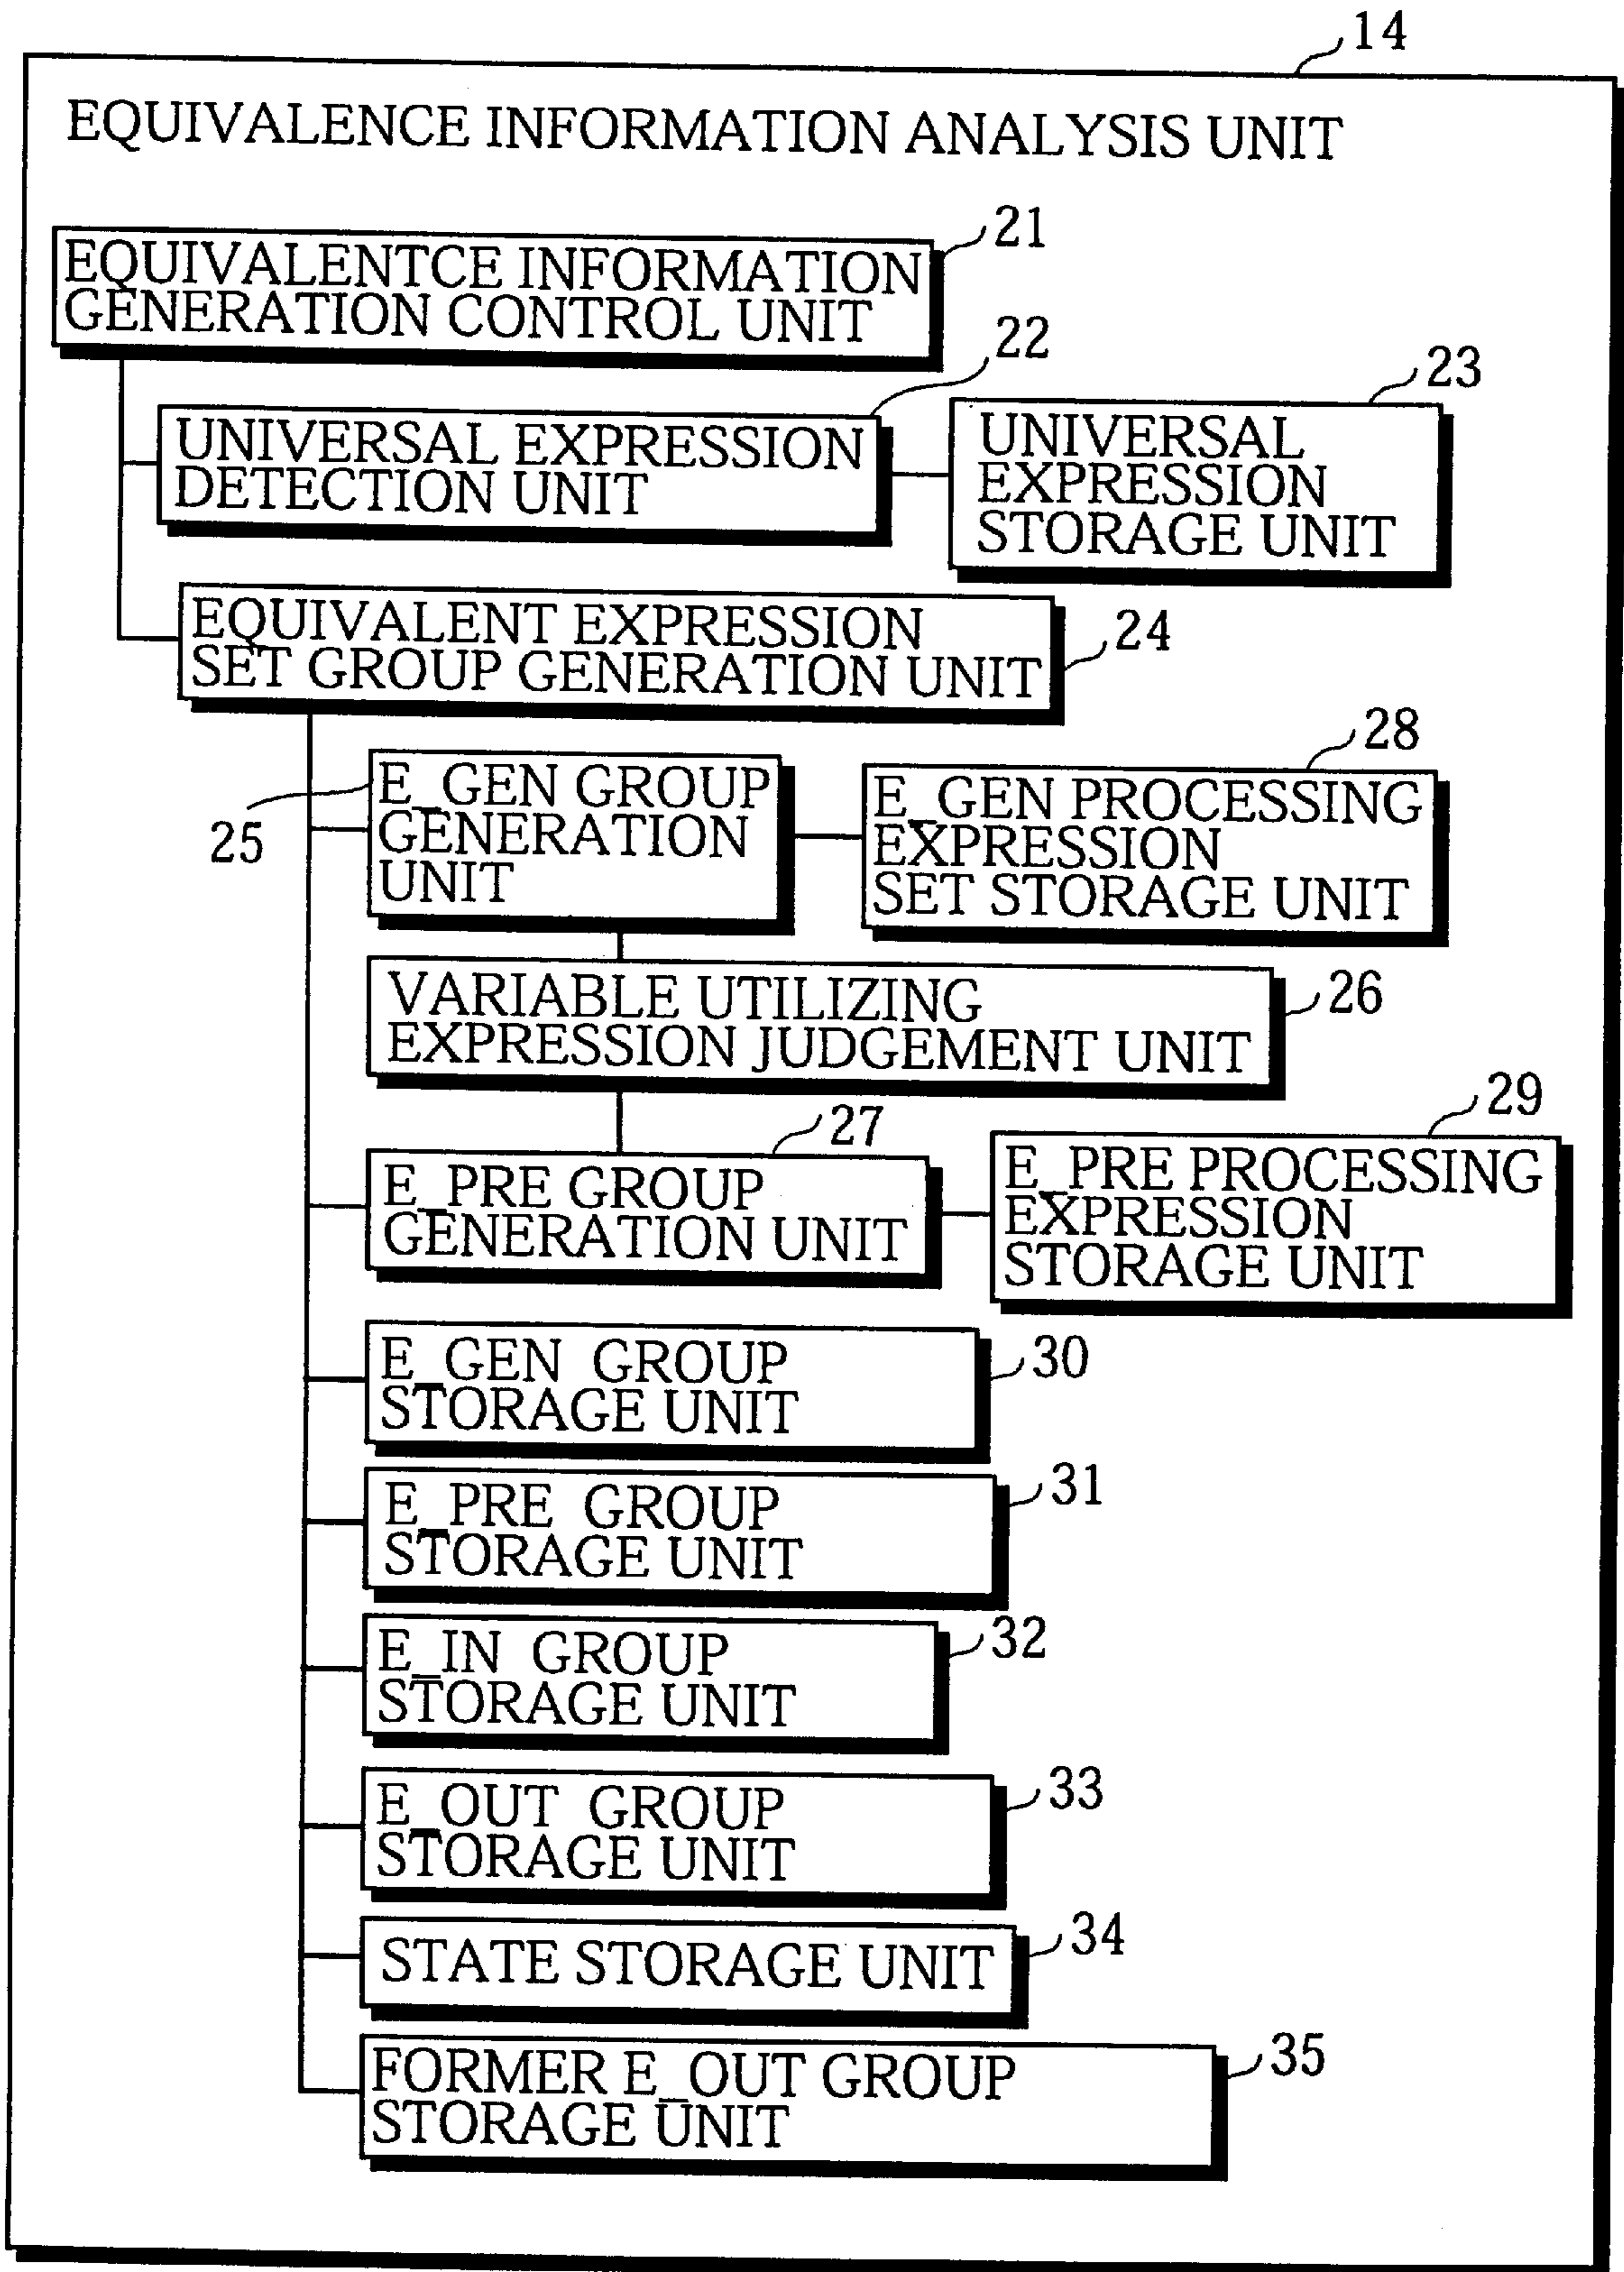 14
EQUIVALENCE INFORMATION ANALYSIS UNIT
21
EQUIVALENTCE INFORMATION
GENERATION CONTROL UNIT
22
UNIVERSAL EXPRESSION
DETECTION UNIT
23
UNIVERSAL
EXPRESSION
STORAGE UNIT
EQUIVALENT EXPRESSION
SET GROUP GENERATION UNIT
24
25
E_GEN GROUP
GENERATION
UNIT
28
E_GEN PROCESSING
EXPRESSION
SET STORAGE UNIT
VARIABLE UTILIZING
EXPRESSION JUDGEMENT UNIT
26
27
E_PRE GROUP
GENERATION UNIT
29
E_PRE PROCESSING
EXPRESSION
STORAGE UNIT
E_GEN GROUP
STORAGE UNIT
30
E_PRE GROUP
STORAGE UNIT
31
E_IN GROUP
STORAGE UNIT
32
E_OUT GROUP
STORAGE UNIT
33
STATE STORAGE UNIT
34
FORMER E_OUT GROUP
STORAGE UNIT
35